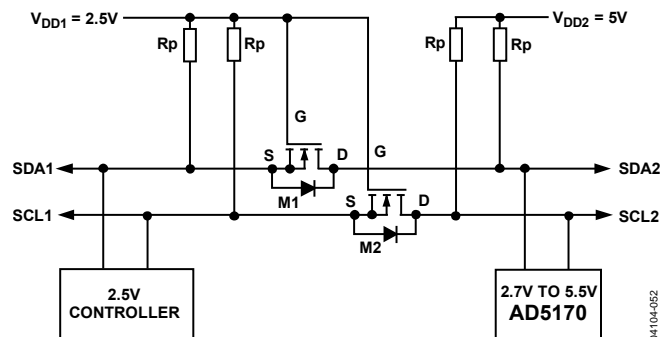 VDD1 = 2.5V
Rp
Rp
Rp
Rp
VDD2 = 5V
G
SDA1
S
D
G
SDA2
M1
SCL1
S
D
SCL2
M2
2.5V
CONTROLLER
2.7V TO 5.5V
AD5170
04104-052